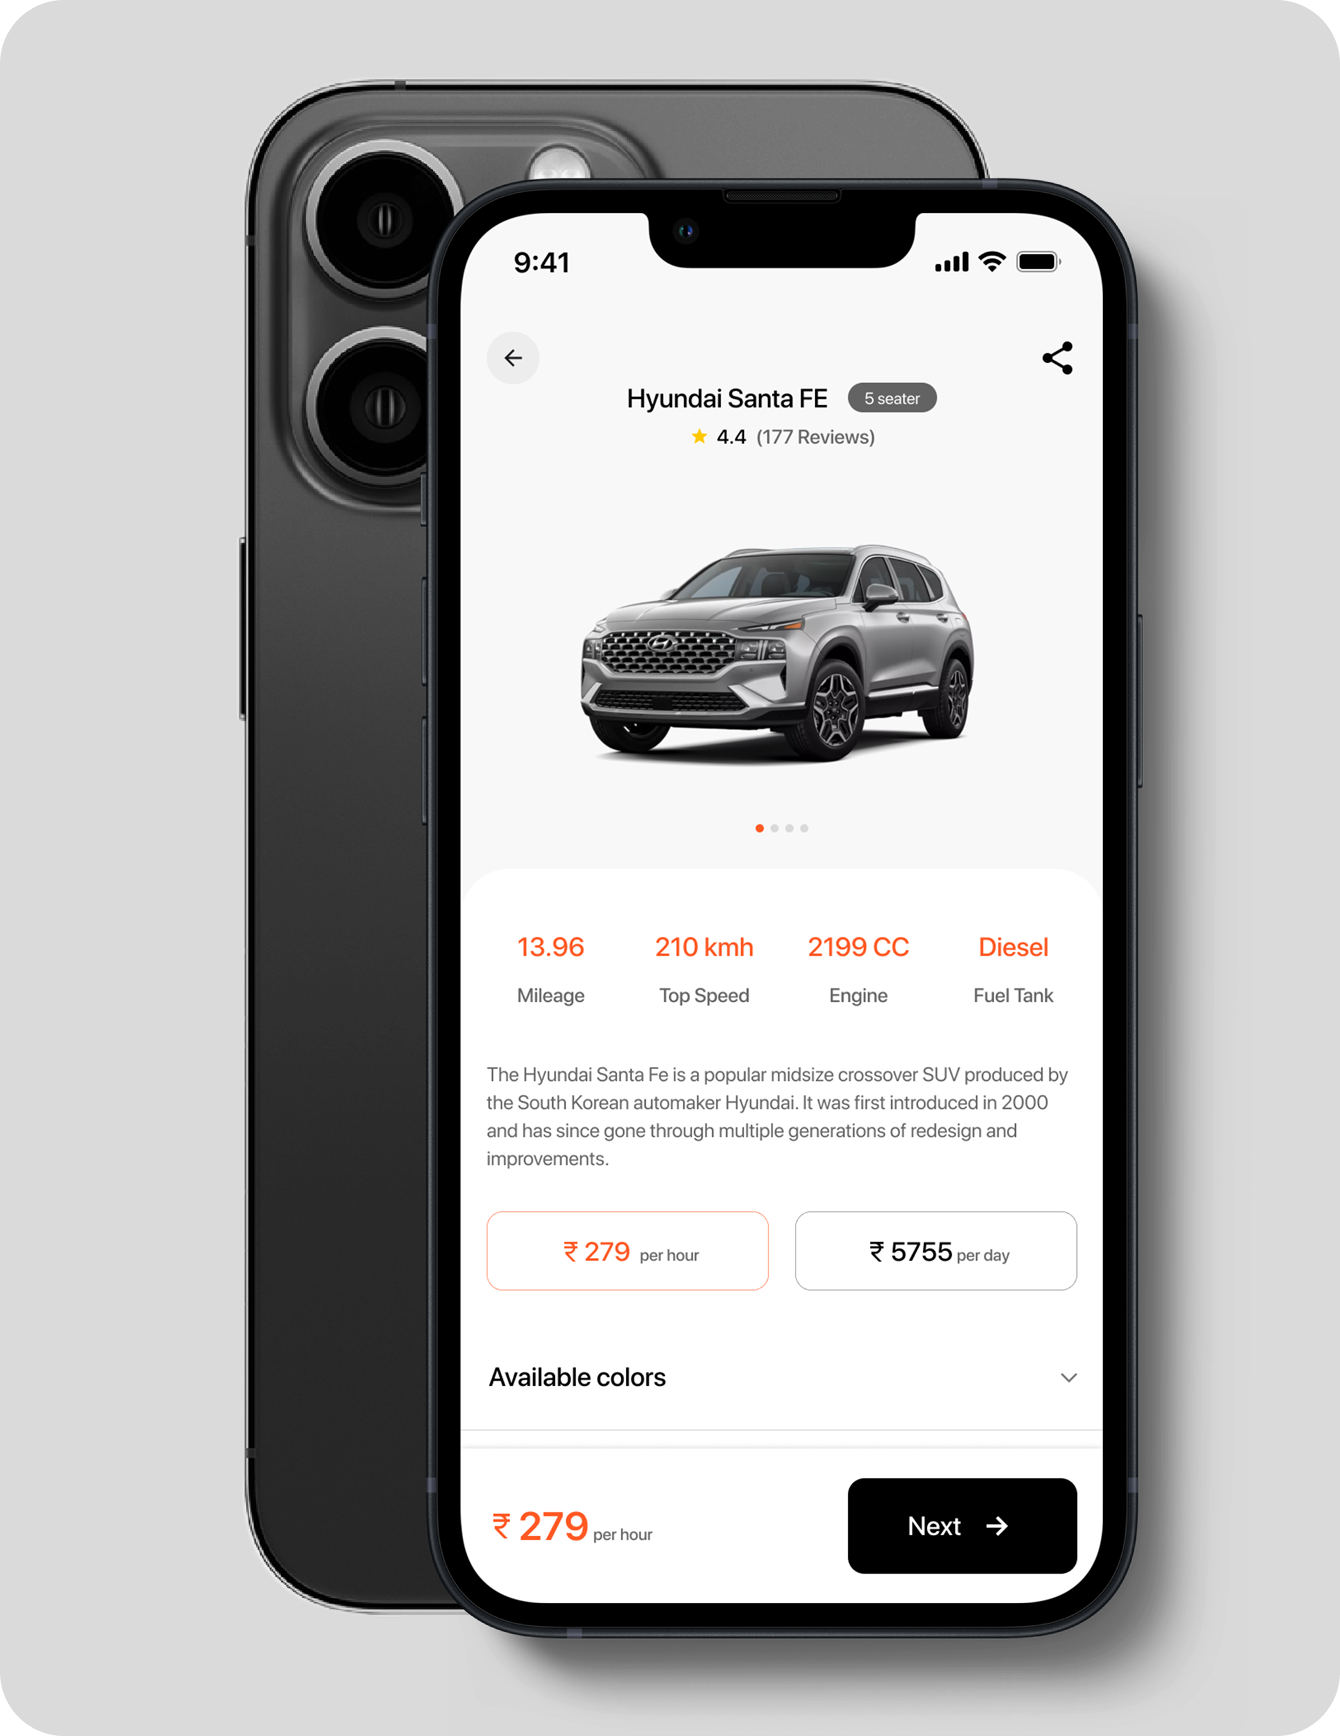 9:41
Hyundai Santa FE 5 seater
4.4 (177 Reviews)
13.96 210 kmh 2199 CC Diesel
Mileage Top Speed Engine Fuel Tank
The Hyundai Santa Fe is a popular midsize crossover SUV produced by
the South Korean automaker Hyundai. It was first introduced in 2000
and has since gone through multiple generations of redesign and
improvements.
₹ 279 per hour ₹ 5755 per day
Available colors
₹ 279 per hour Next